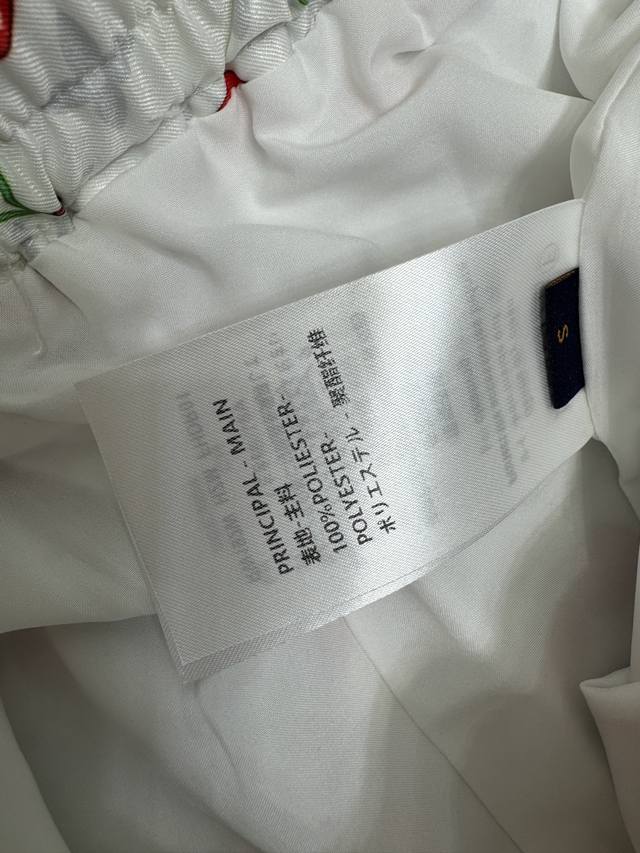 PRINCIPAL - MAIN
表地-主料
100%POLIESTER-
POLYESTER-
ポリエステル - 聚酯纤维
S